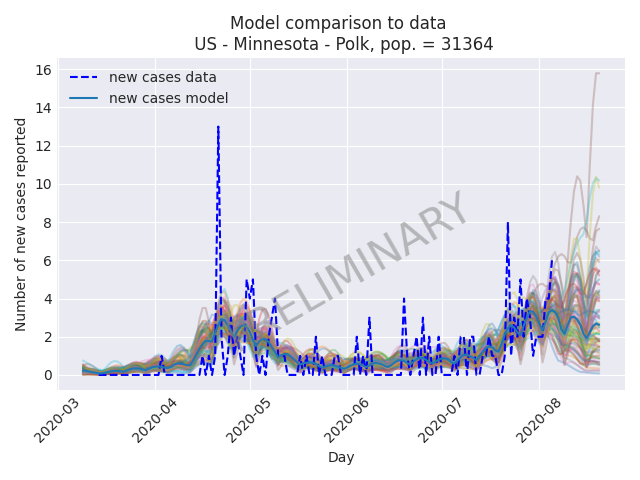 Model comparison to data
US - Minnesota - Polk, pop. = 31364
new cases data
new cases model
Number of new cases reported
16
14
12
10
8
6
4
2
0
ELIMINARY
2020-03
2020-04
2020-05
2020-06
2020-07
2020-08
Day